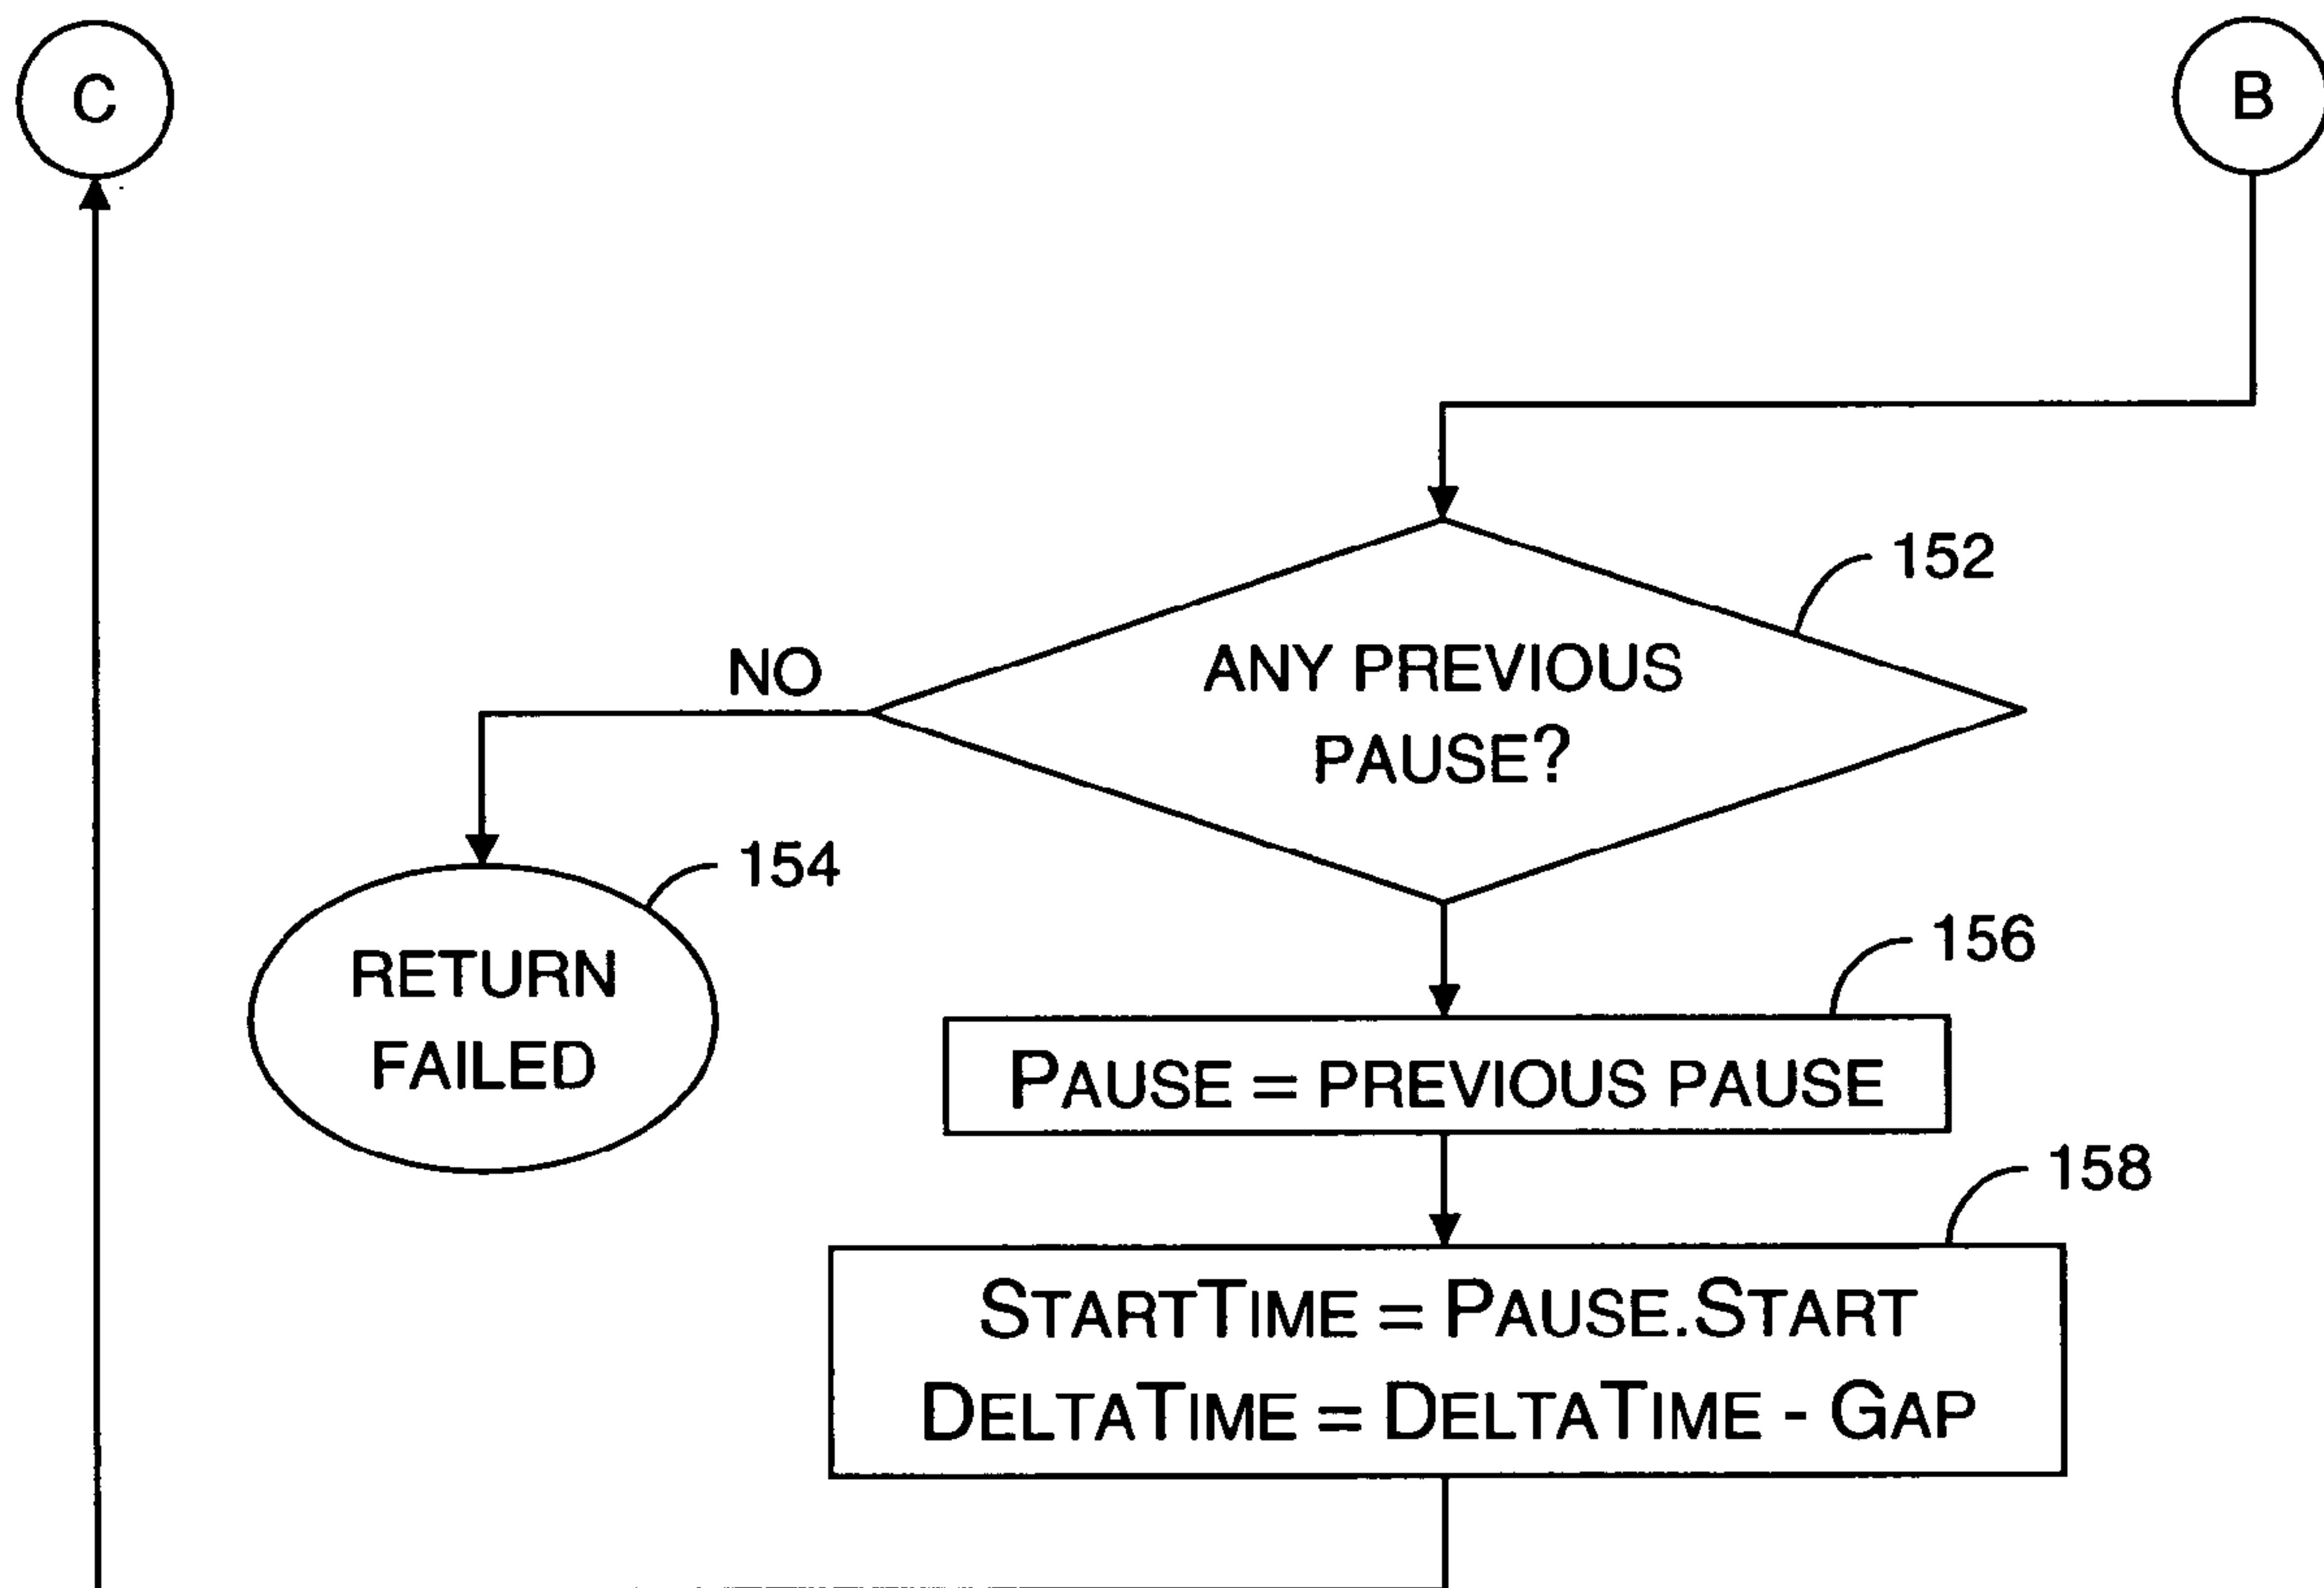 C
B
152
NO
ANY PREVIOUS
PAUSE?
154
RETURN
FAILED
156
PAUSE = PREVIOUS PAUSE
158
STARTTIME = PAUSE.START
DELTATIME = DELTATIME - GAP